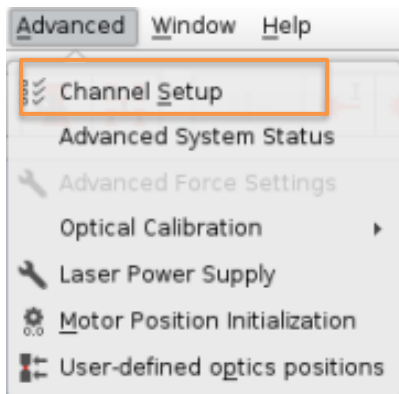 Advanced Window Help
Channel Setup
Advanced System Status
Advanced Force Settings
Optical Calibration
Laser Power Supply
Motor Position Initialization
User-defined optics positions